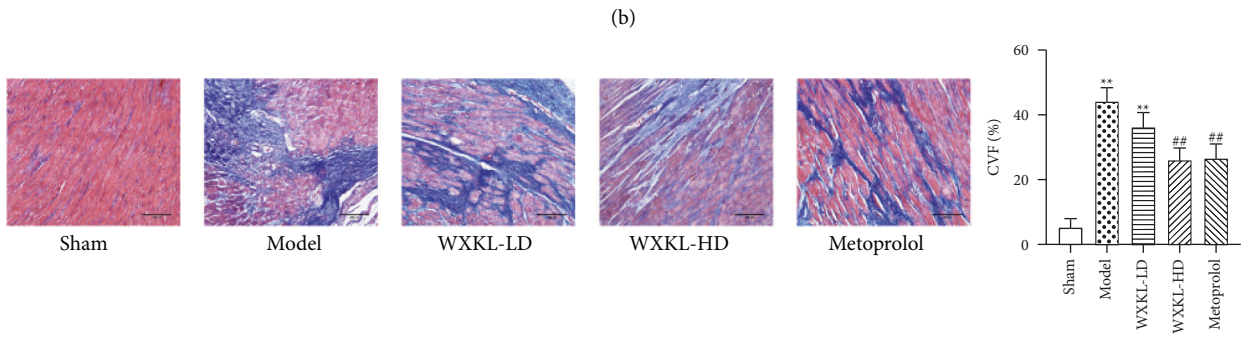 (b)
Sham
Model
WXKL-LD
WXKL-HD
Metoprolol
CVF (%)
60
40
20
0
**
**
##
##
Sham
Model
WXKL-LD
WXKL-HD
Metoprolol